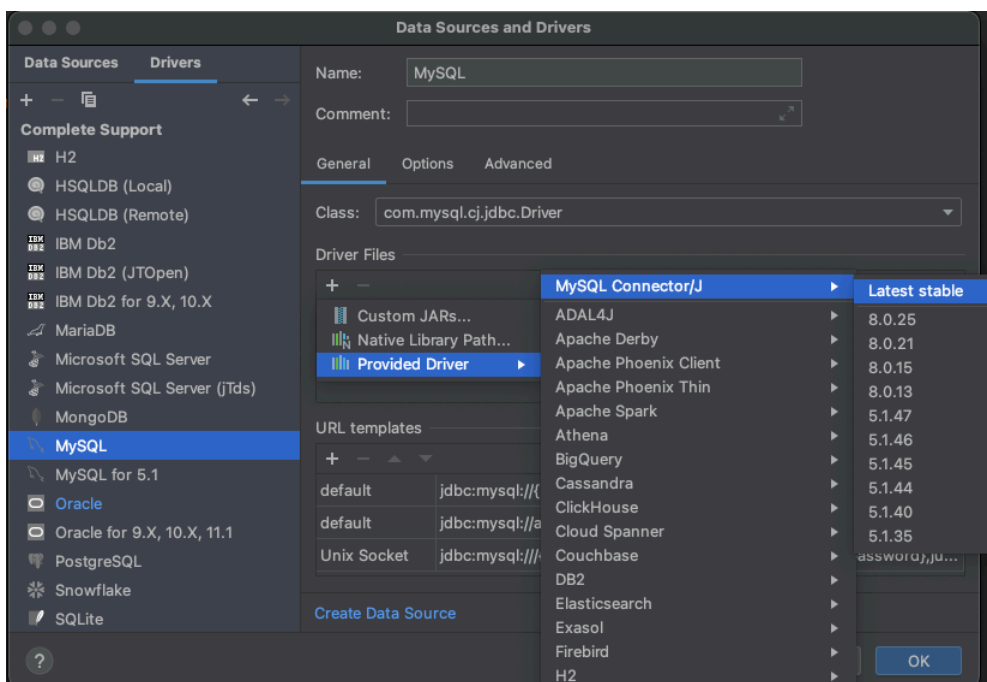 Data Sources and Drivers
Data Sources Drivers
Complete Support
H2
HSQLDB (Local)
HSQLDB (Remote)
IBM Db2
IBM Db2 (JTOpen)
IBM Db2 for 9.X, 10.X
MariaDB
Microsoft SQL Server
Microsoft SQL Server (jTds)
MongoDB
MySQL
MySQL for 5.1
Oracle
Oracle for 9.X, 10.X, 11.1
PostgreSQL
Snowflake
SQLite
?
Name: MySQL
Comment:
General Options Advanced
Class: com.mysql.cj.jdbc.Driver
Driver Files
Custom JARs...
Native Library Path...
Provided Driver
URL templates
default jdbc:mysql://{
default jdbc:mysql://a
Unix Socket jdbc:mysql:/// assword},ju...
Create Data Source
MySQL Connector/J
ADAL4J
Apache Derby
Apache Phoenix Client
Apache Phoenix Thin
Apache Spark
Athena
BigQuery
Cassandra
ClickHouse
Cloud Spanner
Couchbase
DB2
Elasticsearch
Exasol
Firebird
H2
Latest stable
8.0.25
8.0.21
8.0.15
8.0.13
5.1.47
5.1.46
5.1.45
5.1.44
5.1.40
5.1.35
OK